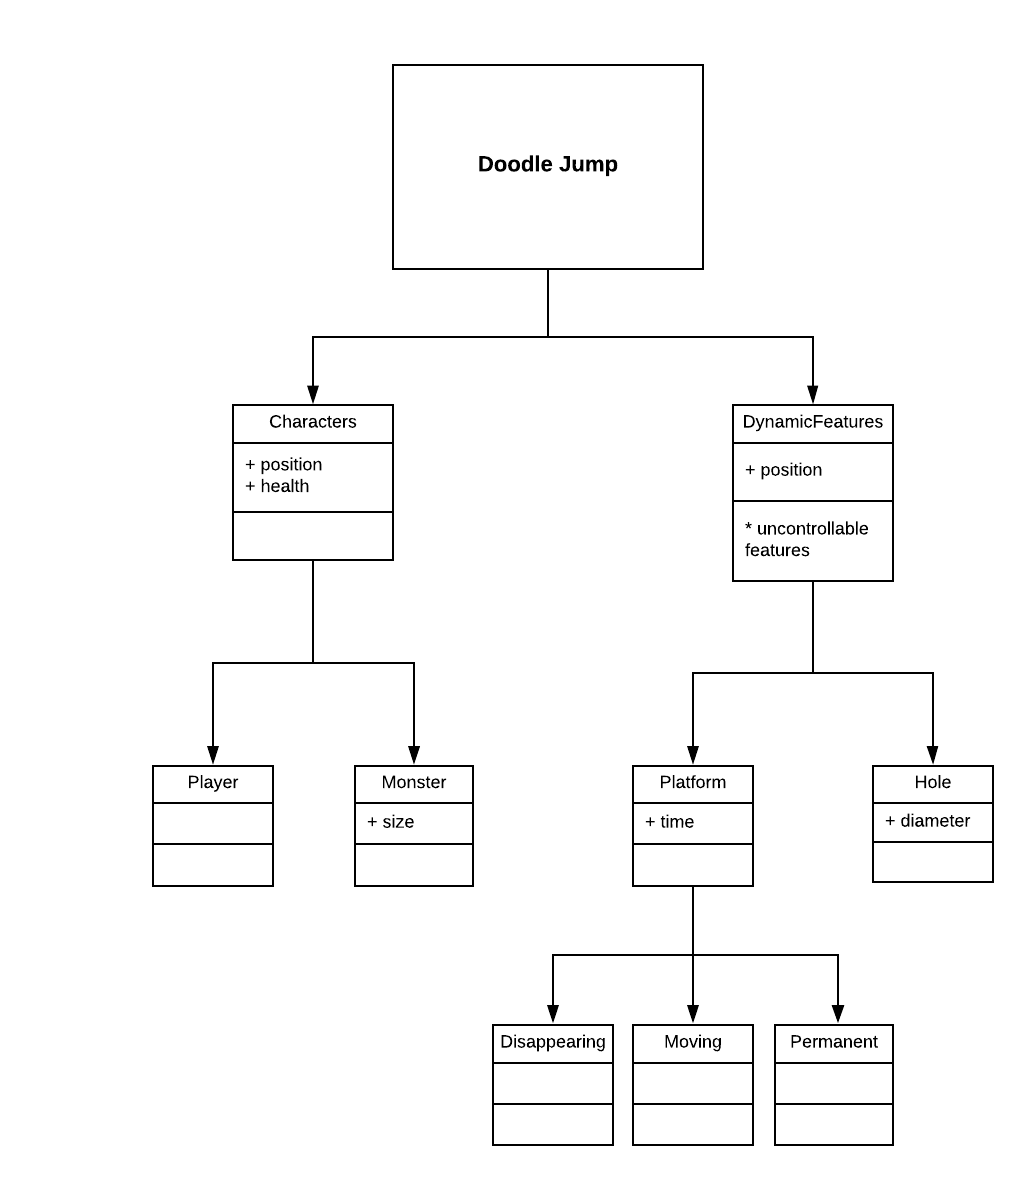 Doodle Jump
Characters
+ position
+ health
DynamicFeatures
+ position
* uncontrollable
features
Player
Monster
+ size
Platform
+ time
Hole
+ diameter
Disappearing
Moving
Permanent